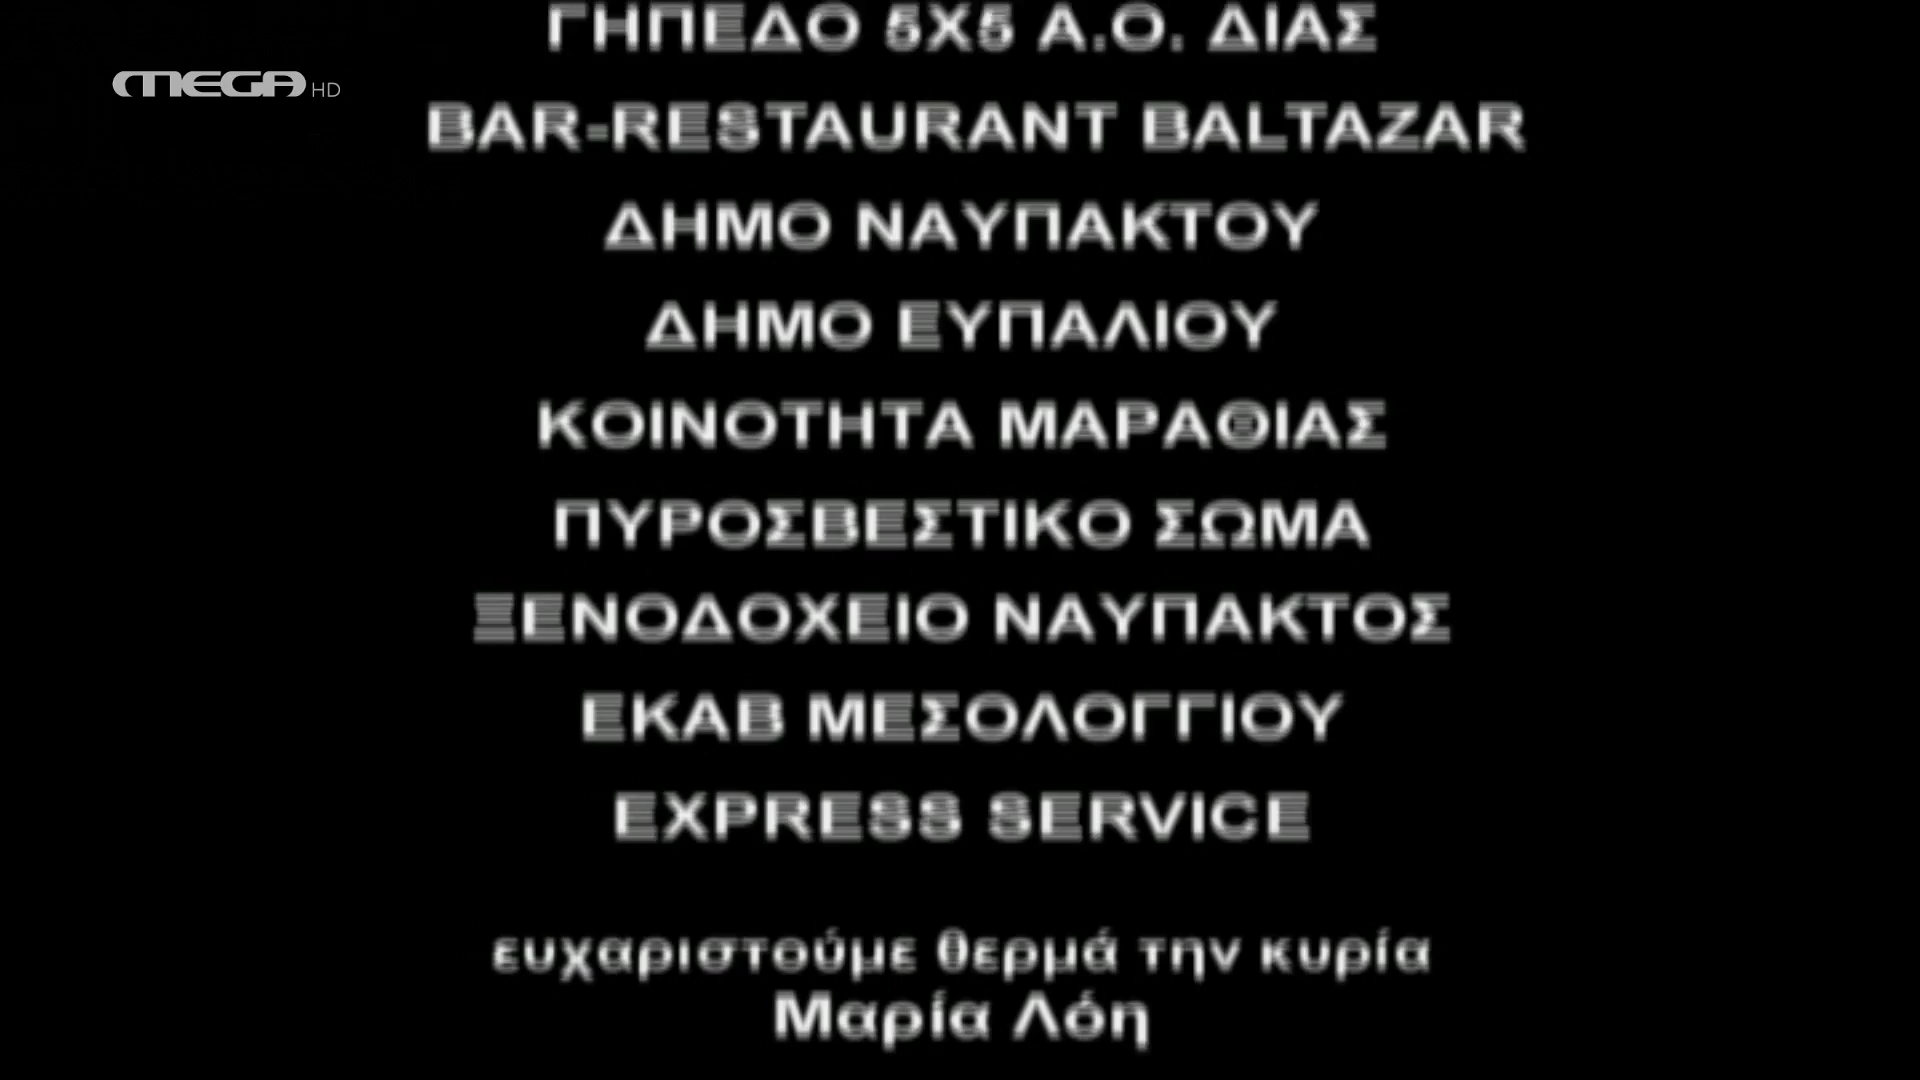 ΓΗΠΕΔΟ 5X5 Α.Ο. ΔΙΑΣ
MEGA HD
BAR-RESTAURANT BALTAZAR
ΔΗΜΟ ΝΑΥΠΑΚΤΟΥ
ΔΗΜΟ ΕΥΠΑΛΙΟΥ
ΚΟΙΝΟΤΗΤΑ ΜΑΡΑΘΙΑΣ
ΠΥΡΟΣΒΕΣΤΙΚΟ ΣΩΜΑ
ΞΕΝΟΔΟΧΕΙΟ ΝΑΥΠΑΚΤΟΣ
ΕΚΑΒ ΜΕΣΟΛΟΓΓΙΟΥ
EXPRESS SERVICE
ευχαριστούμε θερμά την κυρία
Μαρία Λόη